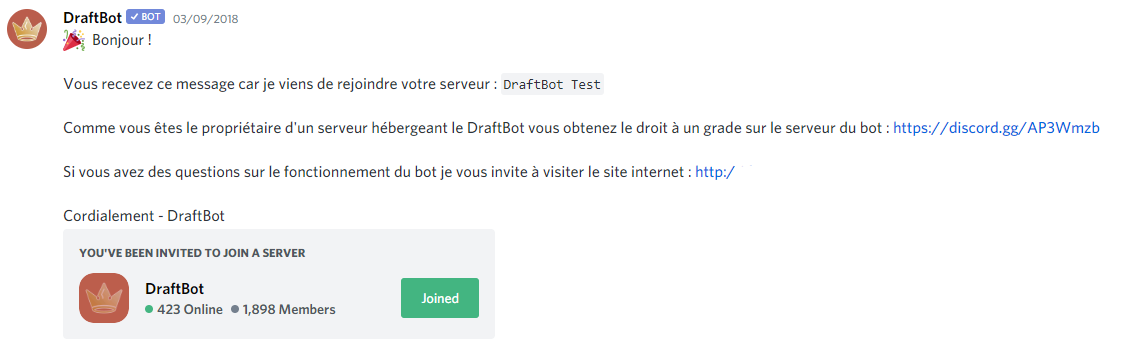 DraftBot ✔ BOT 03/09/2018
🎉 Bonjour !
Vous recevez ce message car je viens de rejoindre votre serveur : DraftBot Test
Comme vous êtes le propriétaire d'un serveur hébergeant le DraftBot vous obtenez le droit à un grade sur le serveur du bot : https://discord.gg/AP3Wmzb
Si vous avez des questions sur le fonctionnement du bot je vous invite à visiter le site internet : http:/
Cordialement - DraftBot
YOU'VE BEEN INVITED TO JOIN A SERVER
DraftBot
423 Online 1,898 Members
Joined